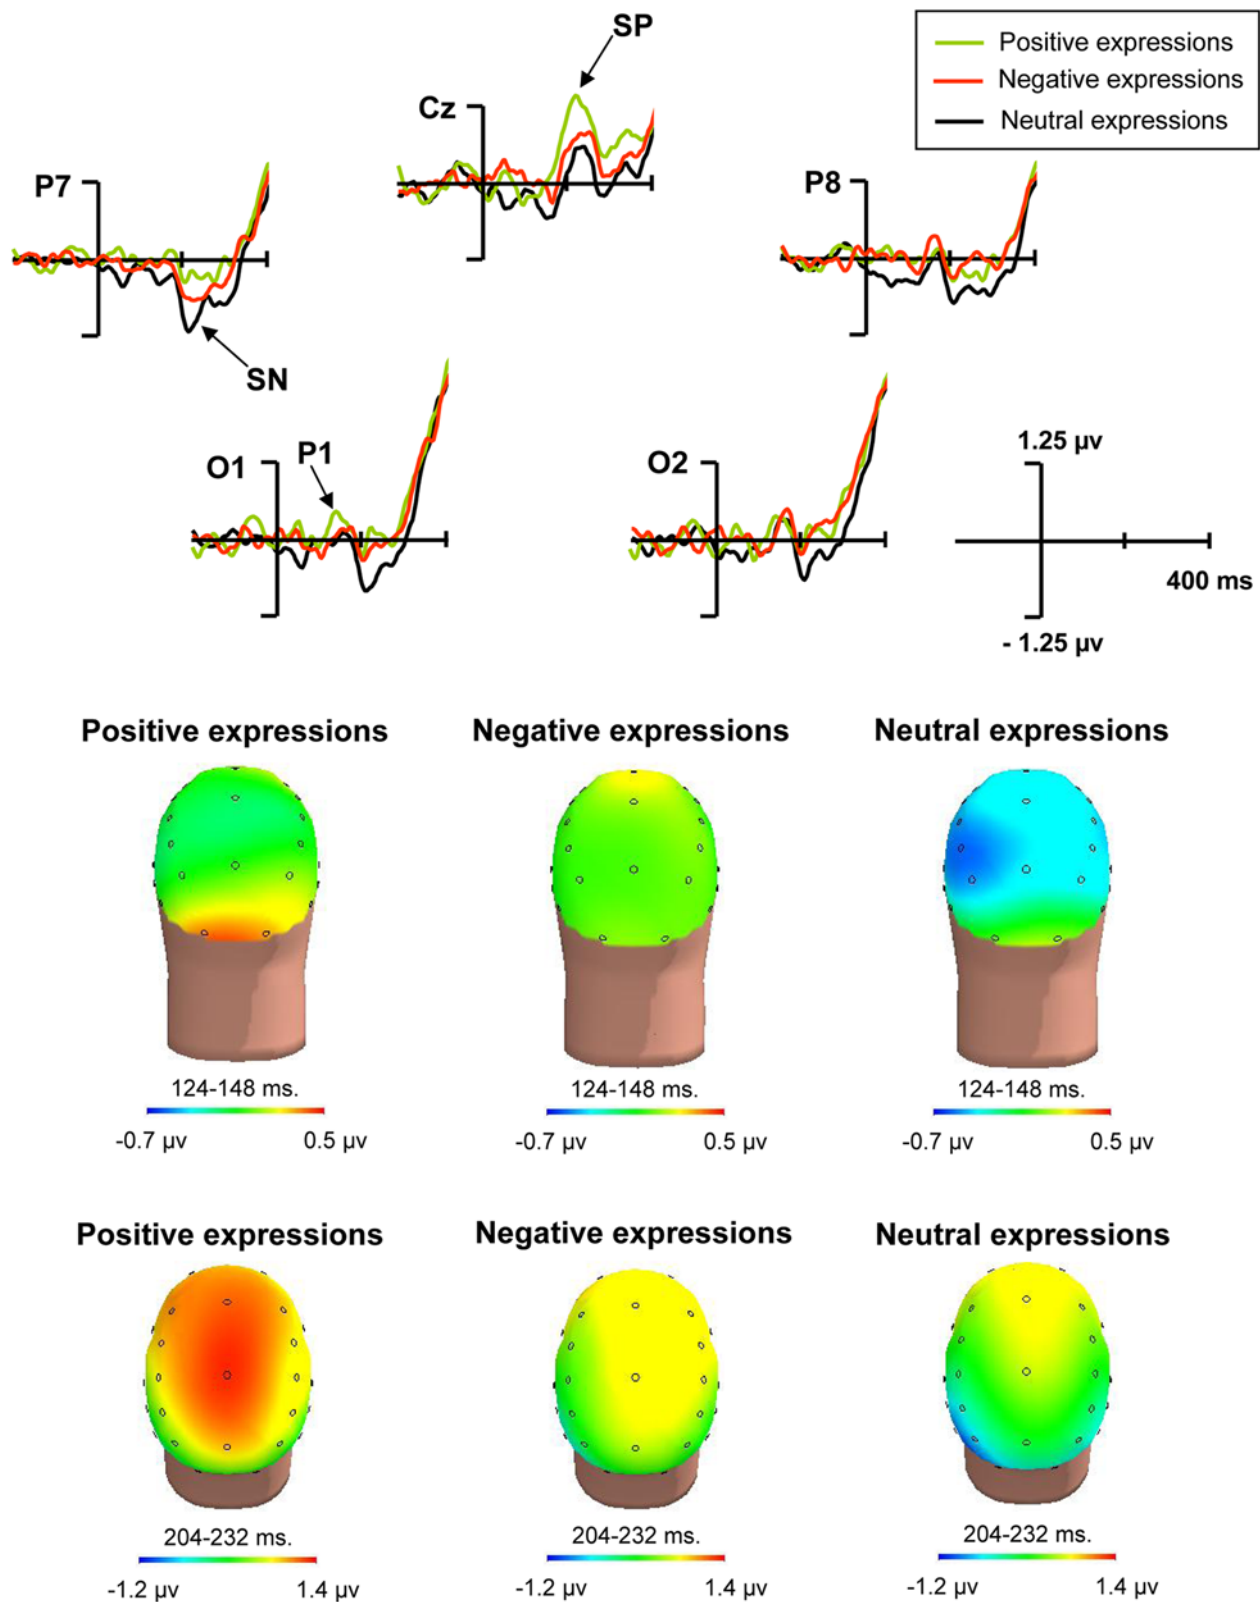 SP
Positive expressions
Negative expressions
Neutral expressions
Cz
P7
P8
SN
P1
O1
O2
1.25 µv
400 ms
- 1.25 µv
Positive expressions
Negative expressions
Neutral expressions
124-148 ms.
124-148 ms.
124-148 ms.
-0.7 µv
0.5 µv
-0.7 µv
0.5 µv
-0.7 µv
0.5 µv
Positive expressions
Negative expressions
Neutral expressions
204-232 ms.
204-232 ms.
204-232 ms.
-1.2 µv
1.4 µv
-1.2 µv
1.4 µv
-1.2 µv
1.4 µv